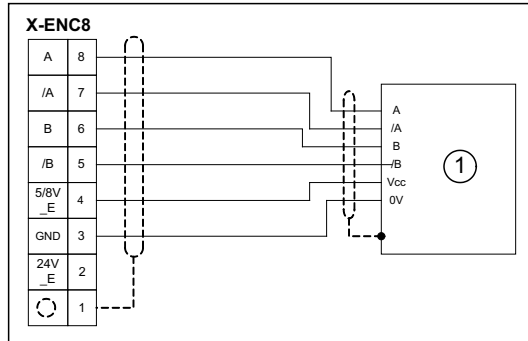 X-ENC8
A 8
/A 7
B 6
/B 5
5/8V
_E 4
GND 3
24V
_E 2
1
A
/A
B
/B
Vcc
0V
1